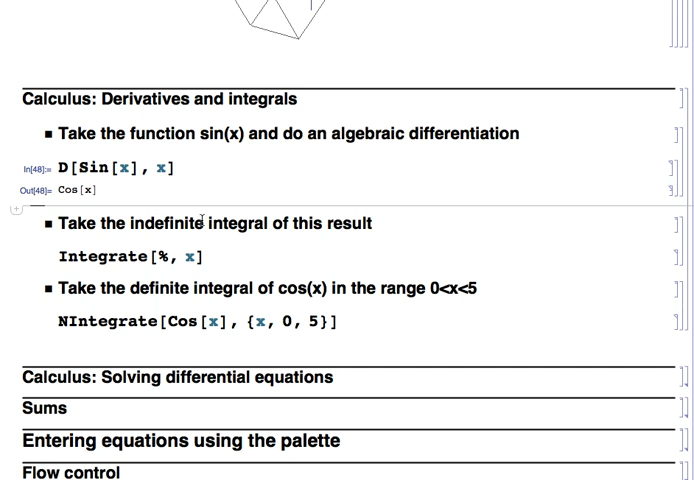 Calculus: Derivatives and integrals
▪ Take the function sin(x) and do an algebraic differentiation
In[48]:= D[Sin[x], x]
Out[48]= Cos[x]
▪ Take the indefinite integral of this result
Integrate[%, x]
▪ Take the definite integral of cos(x) in the range 0<x<5
NIntegrate[Cos[x], {x, 0, 5}]
Calculus: Solving differential equations
Sums
Entering equations using the palette
Flow control